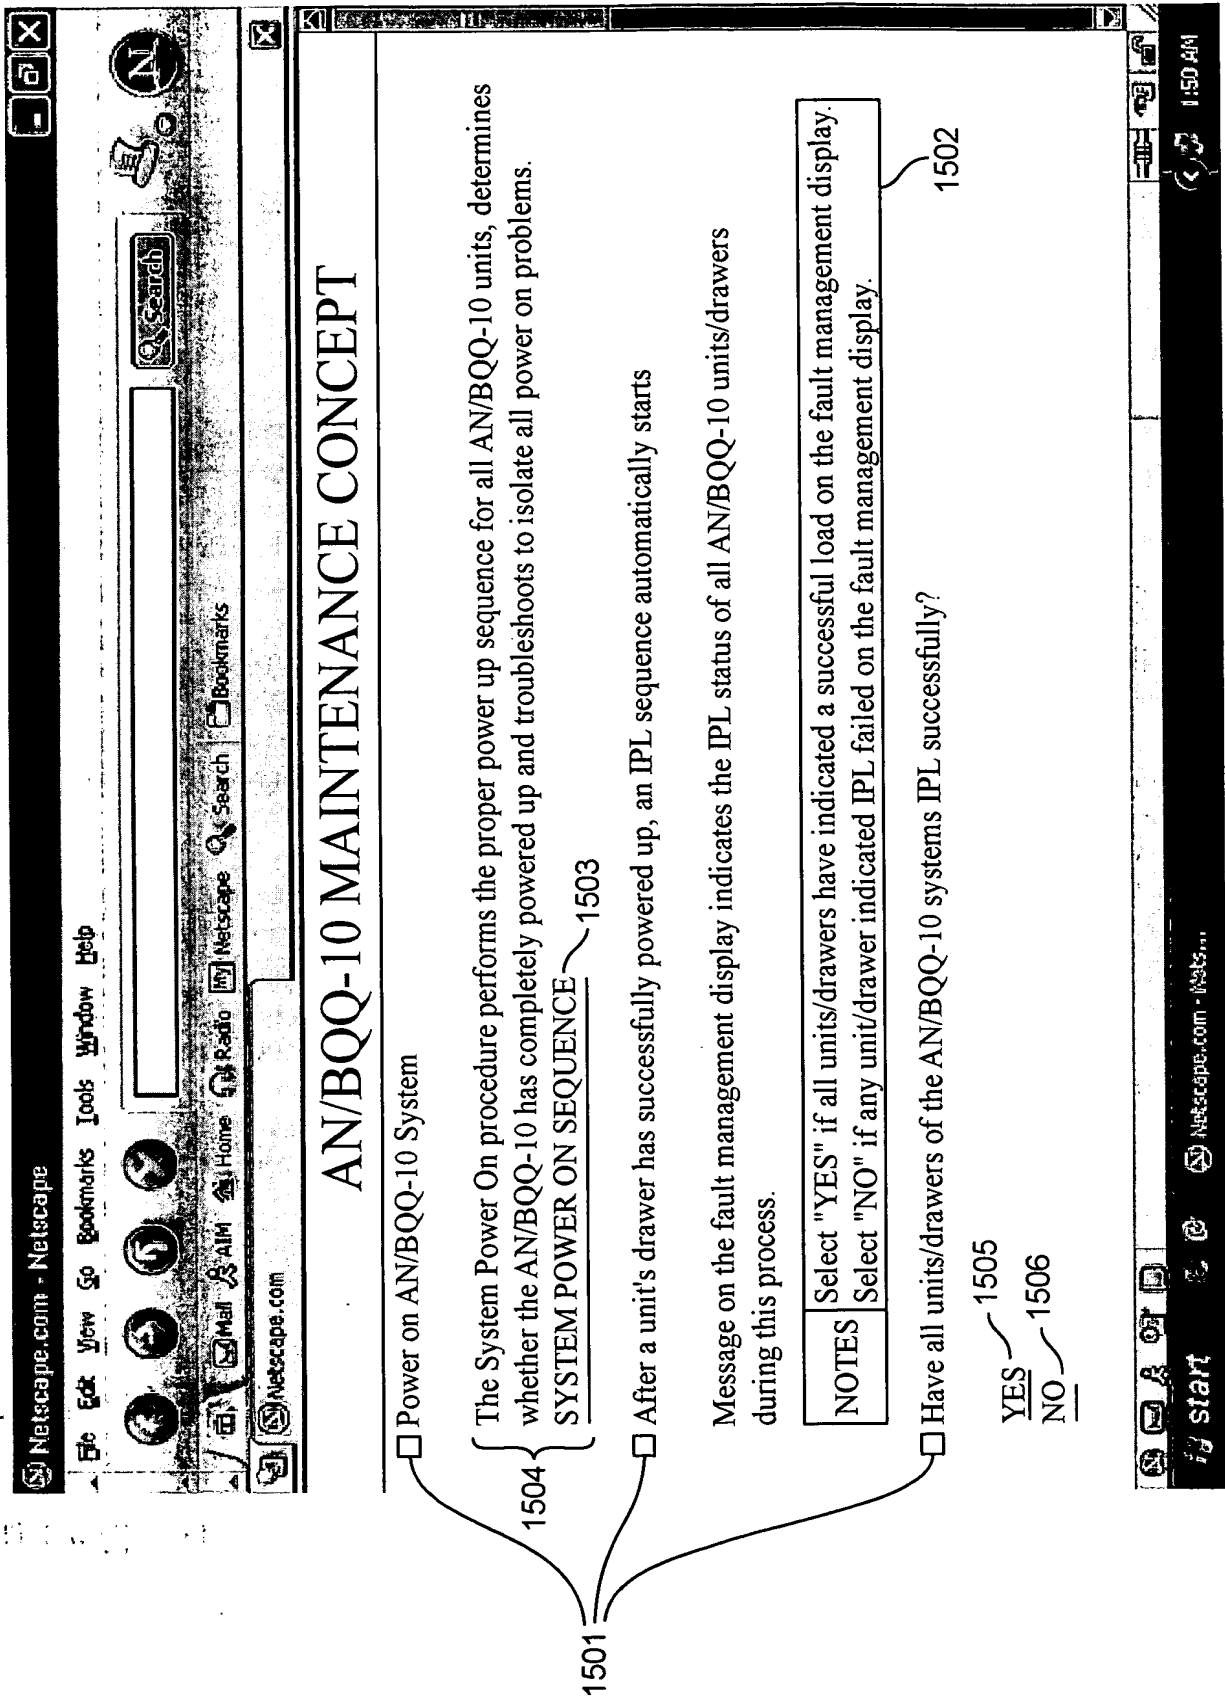 Netscape.com - Netscape
File Edit View Go Bookmarks Tools Window Help
Search
N
Mail AIM Home Radio My Netscape Search Bookmarks
Netscape.com
AN/BQQ-10 MAINTENANCE CONCEPT
Power on AN/BQQ-10 System
The System Power On procedure performs the proper power up sequence for all AN/BQQ-10 units, determines
whether the AN/BQQ-10 has completely powered up and troubleshoots to isolate all power on problems.
SYSTEM POWER ON SEQUENCE 1503
1504
After a unit's drawer has successfully powered up, an IPL sequence automatically starts
1501
Message on the fault management display indicates the IPL status of all AN/BQQ-10 units/drawers
during this process.
NOTES Select "YES" if all units/drawers have indicated a successful load on the fault management display.
Select "NO" if any unit/drawer indicated IPL failed on the fault management display.
1502
Have all units/drawers of the AN/BQQ-10 systems IPL successfully?
YES 1505
NO 1506
start Netscape.com - Nets... 1:50 AM